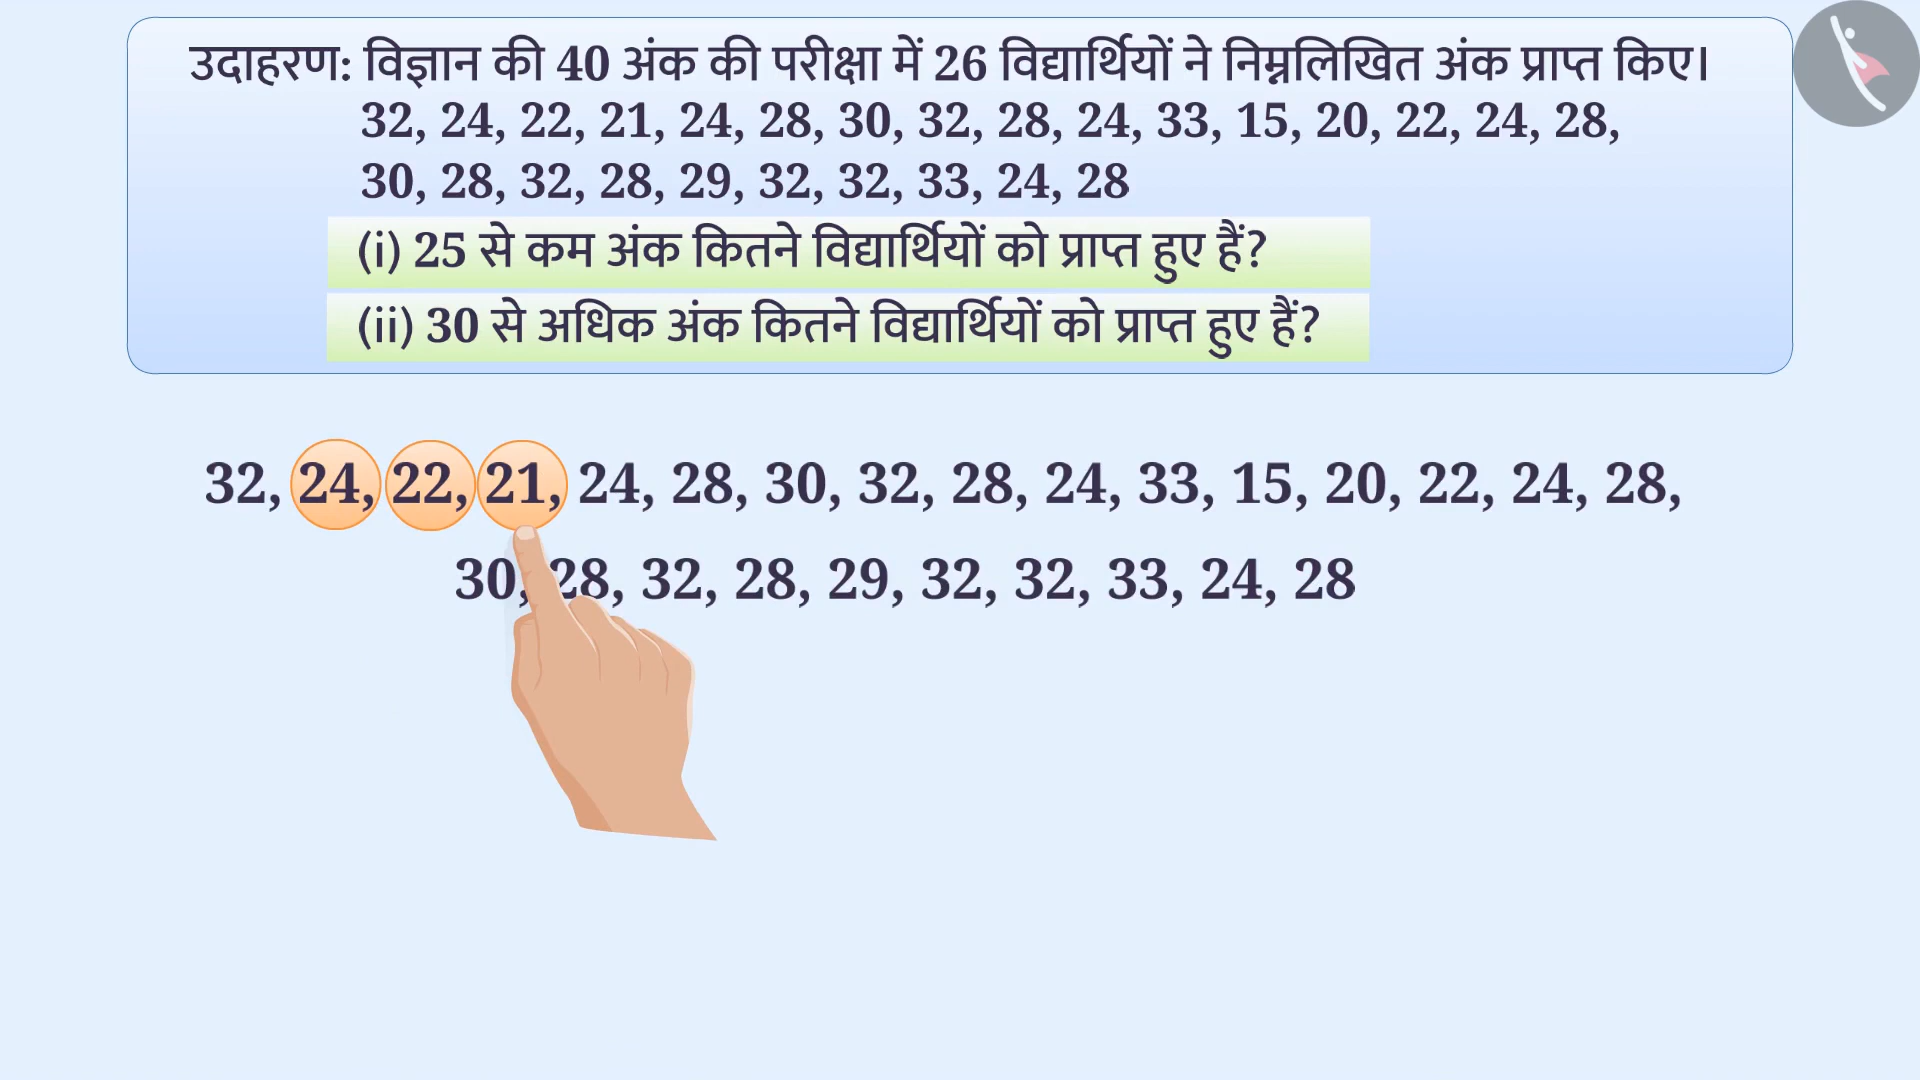 उदाहरण: विज्ञान की 40 अंक की परीक्षा में 26 विद्यार्थियों ने निम्नलिखित अंक प्राप्त किए।
32, 24, 22, 21, 24, 28, 30, 32, 28, 24, 33, 15, 20, 22, 24, 28,
30, 28, 32, 28, 29, 32, 32, 33, 24, 28
(i) 25 से कम अंक कितने विद्यार्थियों को प्राप्त हुए हैं?
(ii) 30 से अधिक अंक कितने विद्यार्थियों को प्राप्त हुए हैं?
32, 24, 22, 21, 24, 28, 30, 32, 28, 24, 33, 15, 20, 22, 24, 28,
30, 28, 32, 28, 29, 32, 32, 33, 24, 28